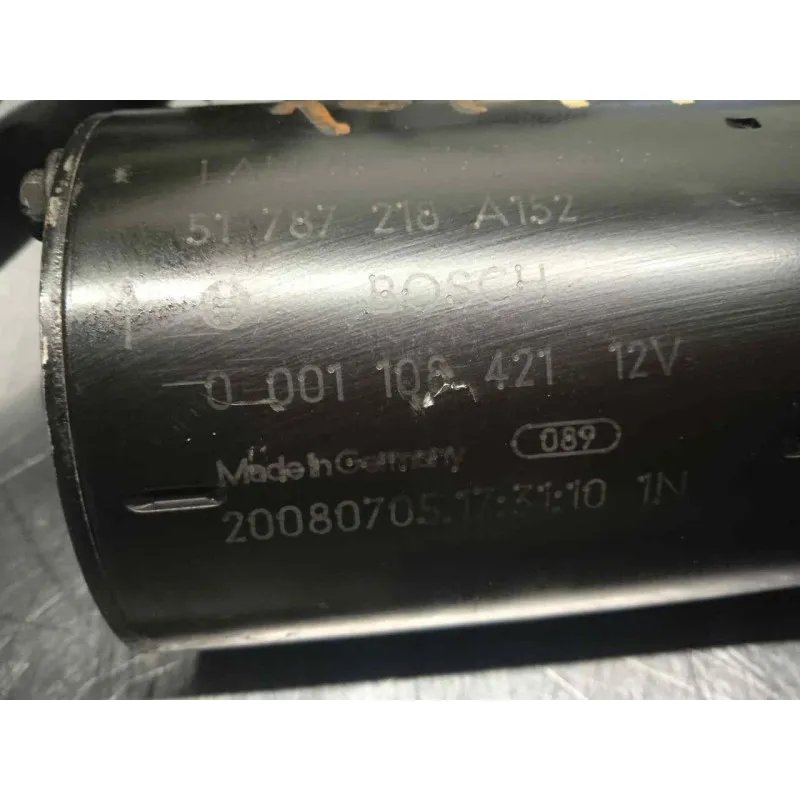 51 787 218 A152
BOSCH
0 001 108 421 12V
089
Made in Germany
20080705.17:31:10 1N